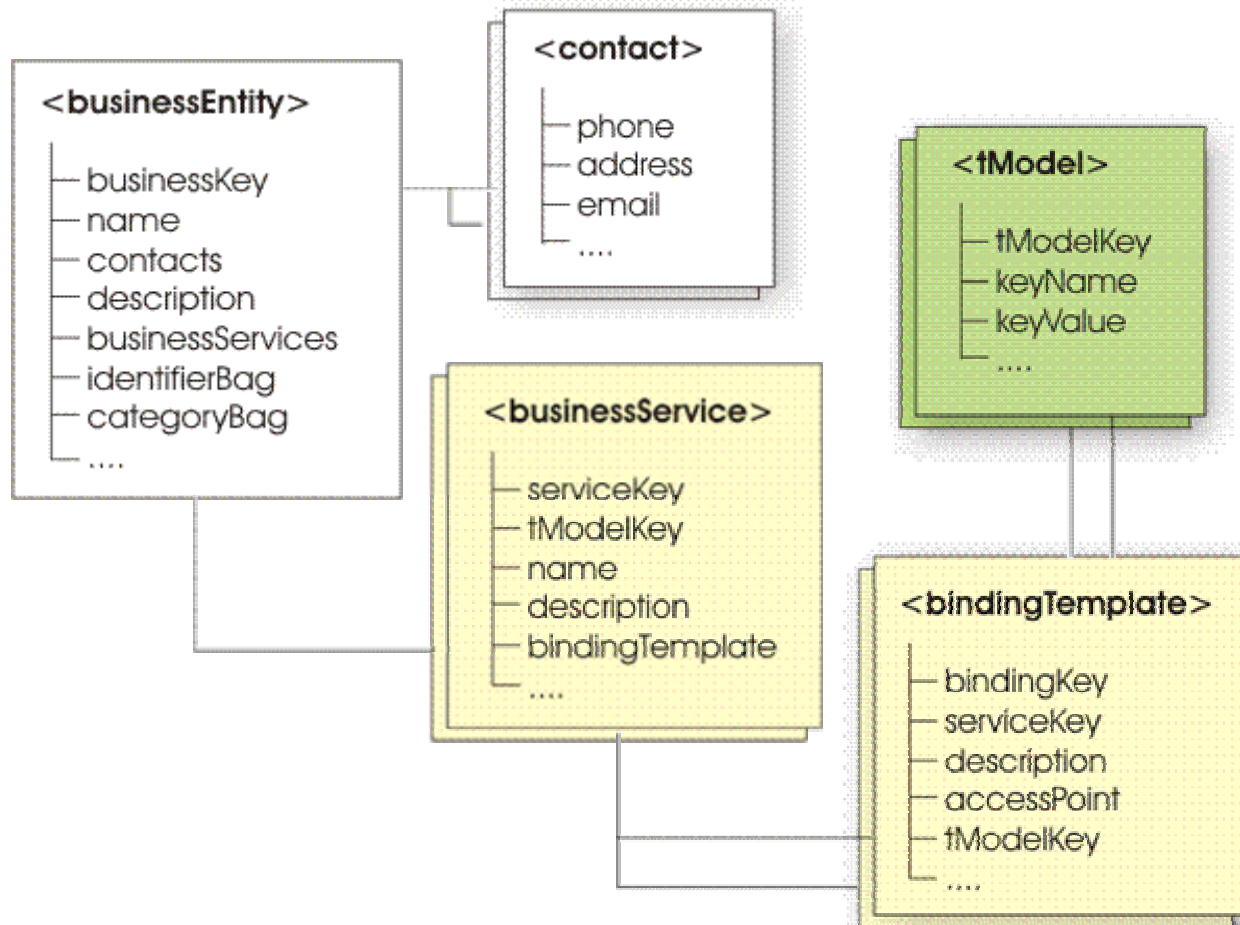 <businessEntity>
businessKey
name
contacts
description
businessServices
identifierBag
categoryBag
....
<contact>
phone
address
email
....
<tModel>
tModelKey
keyName
keyValue
....
<businessService>
serviceKey
tModelKey
name
description
bindingTemplate
....
<bindingTemplate>
bindingKey
serviceKey
description
accessPoint
tModelKey
....